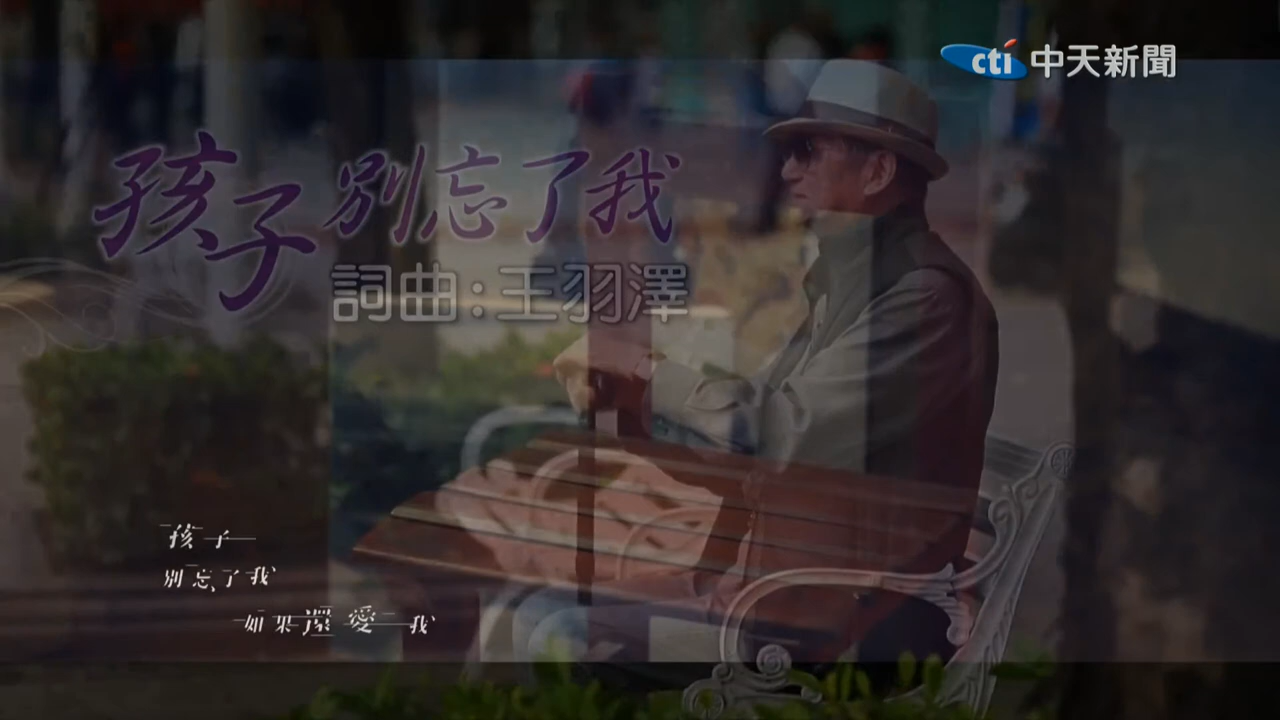 cti 中天新聞
孩子別忘了我
詞曲:王羽澤
孩子
別忘了我
如果還愛我